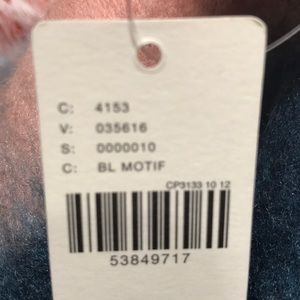 C: 4153
V: 035616
S: 0000010
C: BL MOTIF
CP3133 10 12
53849717